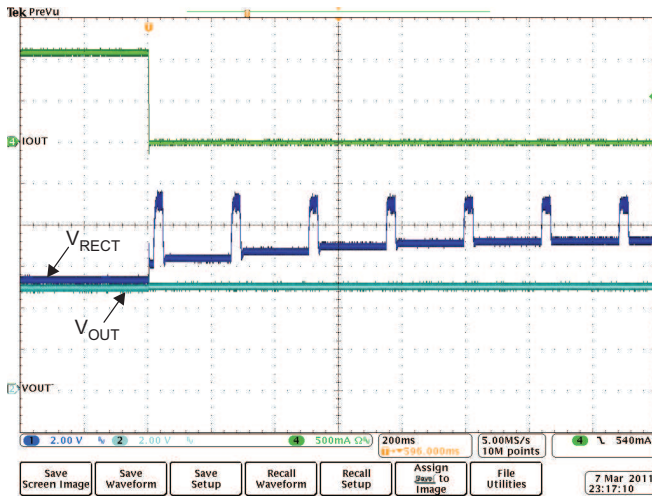 Tek PreVu
IOUT
VRECT
VOUT
VOUT
1 2.00 V 2 2.00 V 4 500mA Ω 200ms 5.00MS/s 4 540mA
596.000ms 10M points
Save Screen Image
Save Waveform
Save Setup
Recall Waveform
Recall Setup
Assign Save to Image
File Utilities
7 Mar 2011
23:17:10